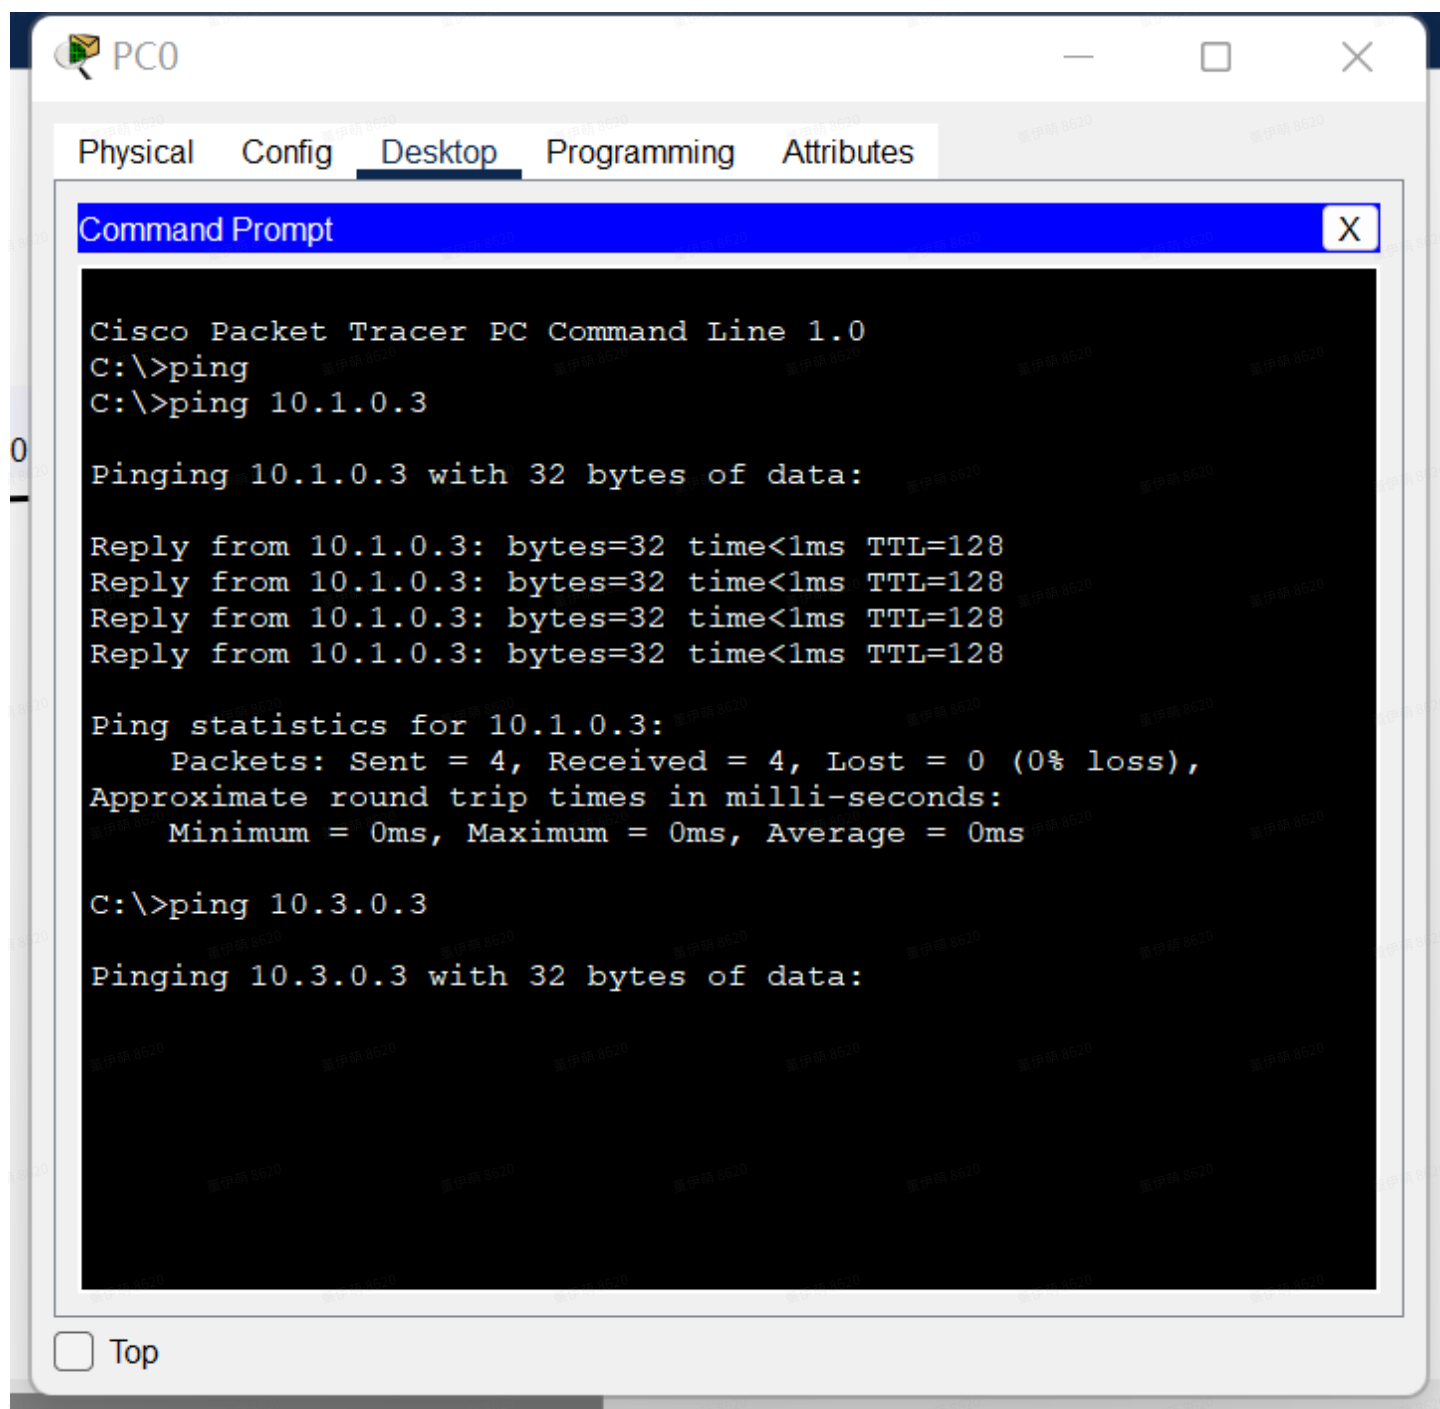 PC0
Physical Config Desktop Programming Attributes
Command Prompt X
Cisco Packet Tracer PC Command Line 1.0
C:\>ping
C:\>ping 10.1.0.3
0
Pinging 10.1.0.3 with 32 bytes of data:
Reply from 10.1.0.3: bytes=32 time<1ms TTL=128
Reply from 10.1.0.3: bytes=32 time<1ms TTL=128
Reply from 10.1.0.3: bytes=32 time<1ms TTL=128
Reply from 10.1.0.3: bytes=32 time<1ms TTL=128
Ping statistics for 10.1.0.3:
Packets: Sent = 4, Received = 4, Lost = 0 (0% loss),
Approximate round trip times in milli-seconds:
Minimum = 0ms, Maximum = 0ms, Average = 0ms
C:\>ping 10.3.0.3
Pinging 10.3.0.3 with 32 bytes of data:
Top